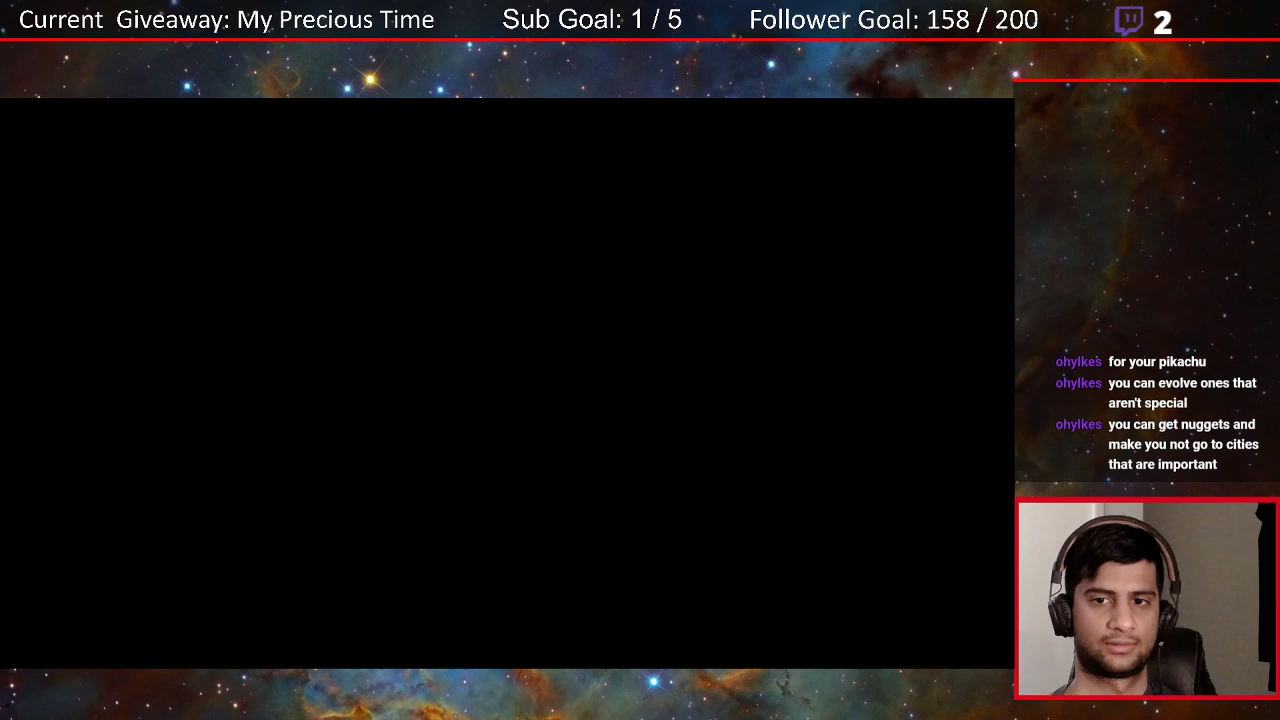 Current  Giveaway: My Precious Time Sub Goal: 1 / 5 Follower Goal: 158 / 200 2
ohylkes for your pikachu
ohylkes you can evolve ones that
aren't special
ohylkes you can get nuggets and
make you not go to cities
that are important